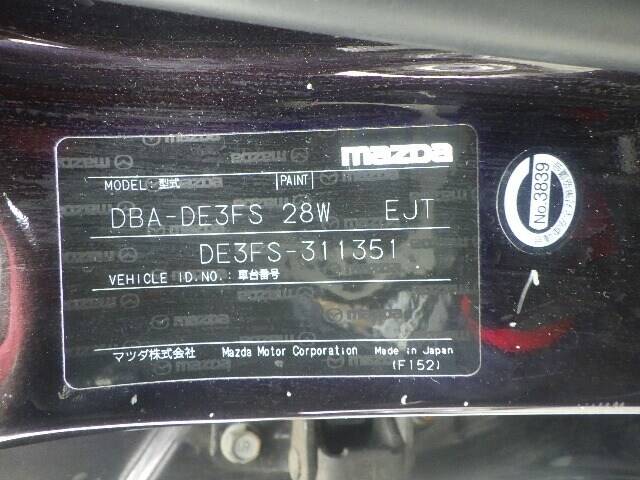 mazda
MODEL: 型式 PAINT
DBA-DE3FS 28W EJT
DE3FS-311351
VEHICLE ID.NO.: 車台番号
マツダ株式会社 Mazda Motor Corporation Made in Japan
(F152)
No.3839